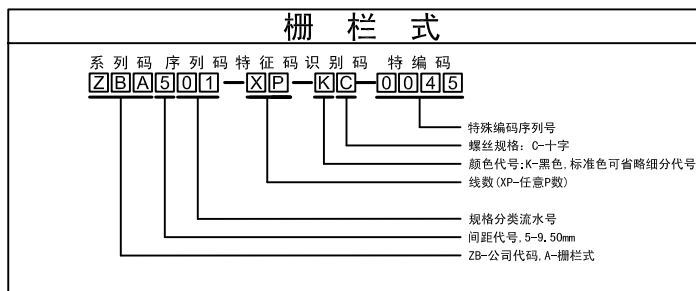 栅栏式
系列码 序列码 特征码 识别码 特编码
ZBA501-XP-KC-0045
特殊编码序列号
螺丝规格: C-十字
颜色代号:K-黑色,标准色可省略细分代号
线数(XP-任意P数)
规格分类流水号
间距代号,5-9.50mm
ZB-公司代码,A-栅栏式